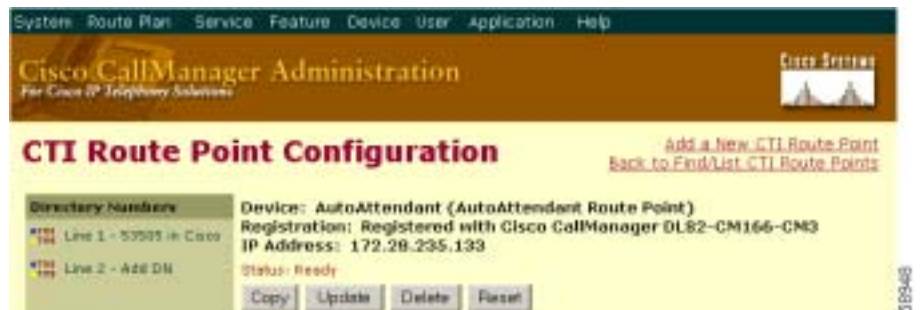 System Route Plan Service Feature Device User Application Help
Cisco CallManager Administration
For Cisco IP Telephony Solutions
Cisco Systems
CTI Route Point Configuration
Add a New CTI Route Point
Back to Find/List CTI Route Points
Directory Numbers
Line 1 - 53505 in Cisco
Line 2 - Add DN
Device: AutoAttendant (AutoAttendant Route Point)
Registration: Registered with Cisco CallManager DLS2-CM166-CM3
IP Address: 172.28.235.133
Status: Ready
Copy Update Delete Reset
58948